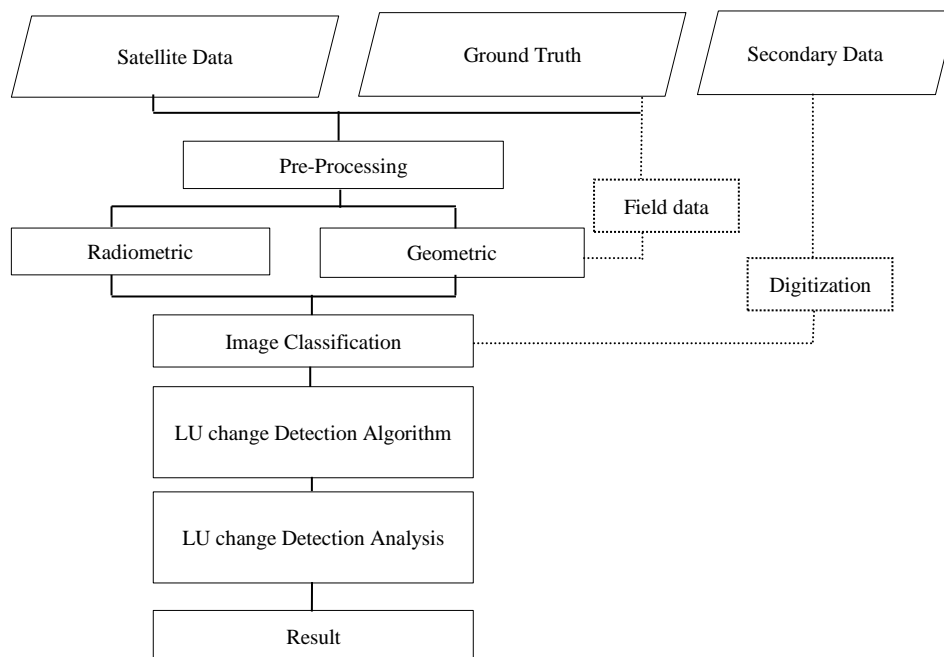 Satellite Data
Ground Truth
Secondary Data
Pre-Processing
Field data
Radiometric
Geometric
Digitization
Image Classification
LU change Detection Algorithm
LU change Detection Analysis
Result